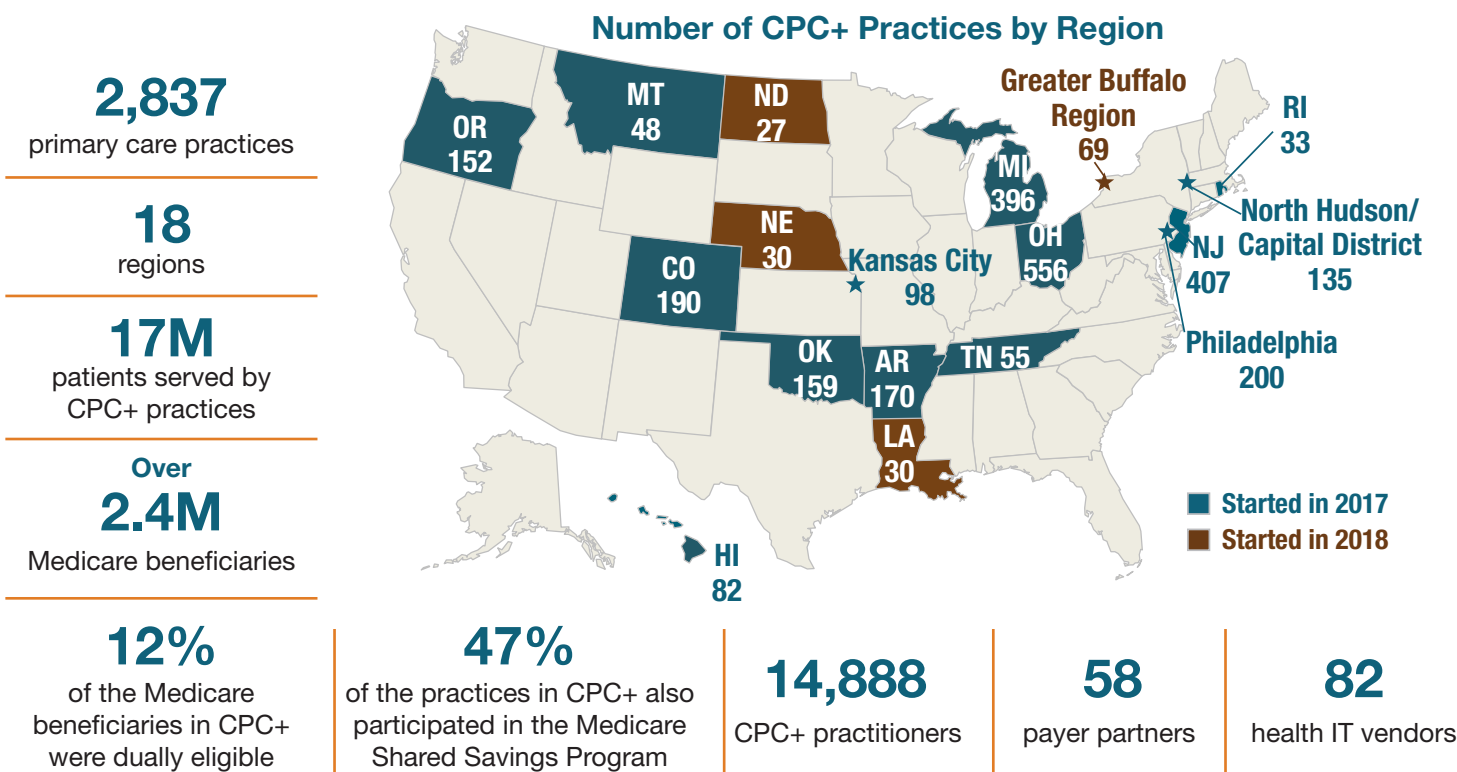 Number of CPC+ Practices by Region
2,837
primary care practices
18
regions
17M
patients served by
CPC+ practices
Over
2.4M
Medicare beneficiaries
OR
152
MT
48
ND
27
NE
30
CO
190
Kansas City
98
OK
159
AR
170
LA
30
TN 55
MI
396
OH
556
Greater Buffalo
Region
69
RI
33
North Hudson/
Capital District
135
NJ
407
Philadelphia
200
HI
82
Started in 2017
Started in 2018
12%
of the Medicare
beneficiaries in CPC+
were dually eligible
47%
of the practices in CPC+ also
participated in the Medicare
Shared Savings Program
14,888
CPC+ practitioners
58
payer partners
82
health IT vendors